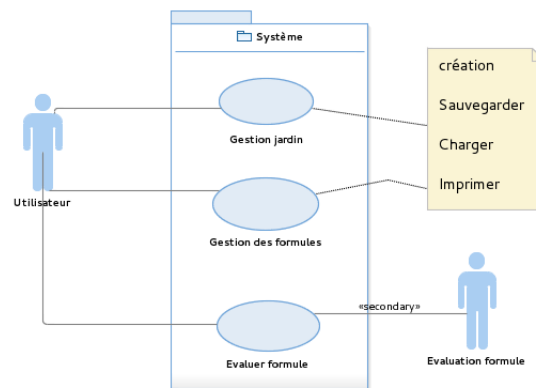 Système
création
Sauvegarder
Charger
Imprimer
Gestion jardin
Utilisateur
Gestion des formules
«secondary»
Evaluer formule
Evaluation formule